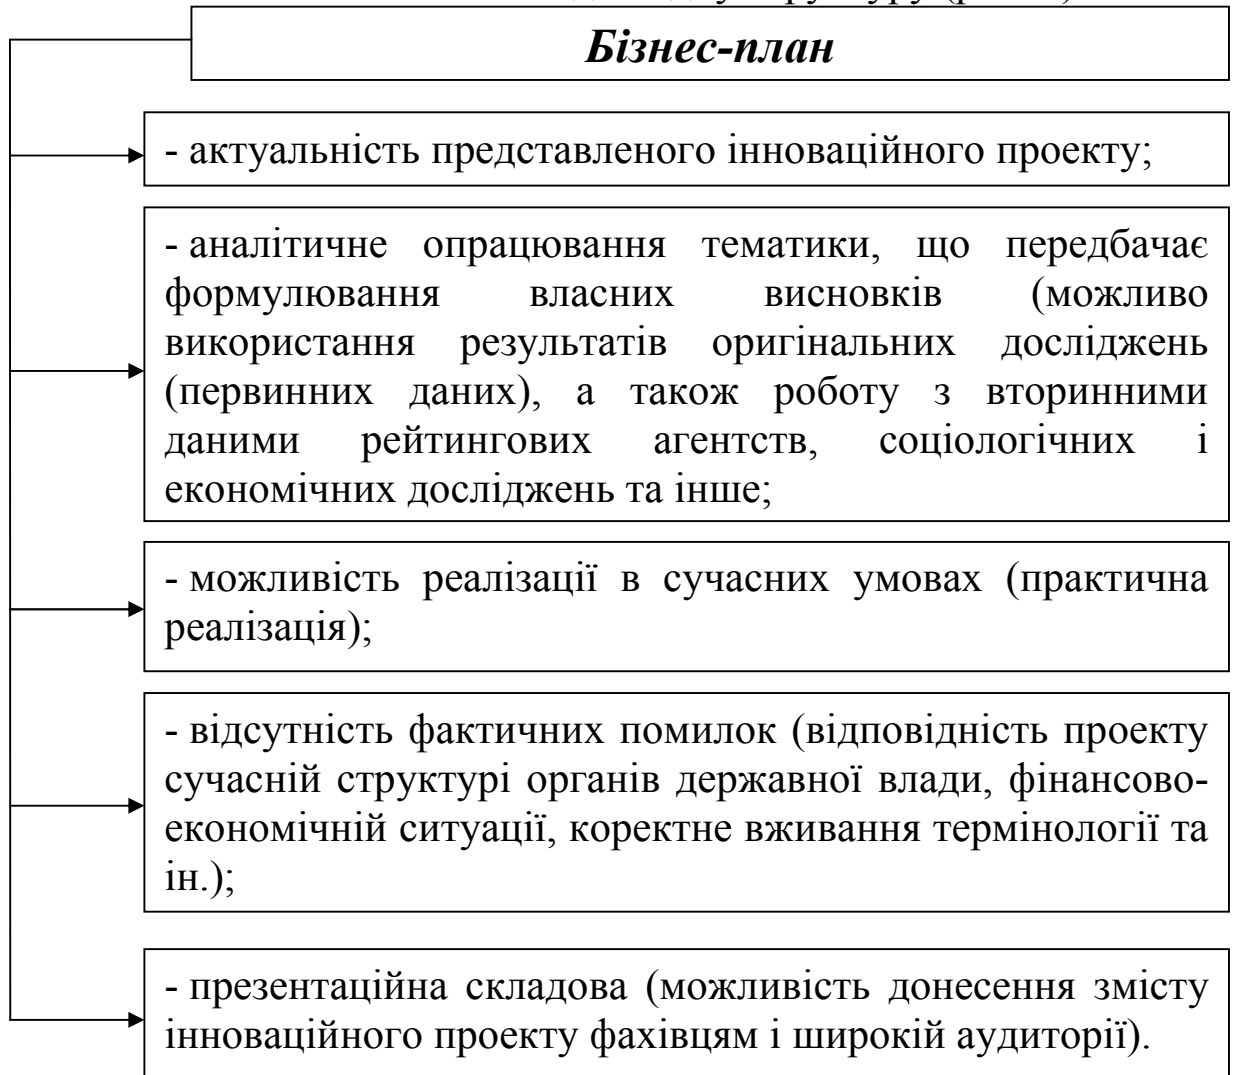 Бізнес-план
- актуальність представленого інноваційного проекту;
- аналітичне опрацювання тематики, що передбачає
формулювання власних висновків (можливо
використання результатів оригінальних досліджень
(первинних даних), а також роботу з вторинними
даними рейтингових агентств, соціологічних і
економічних досліджень та інше;
- можливість реалізації в сучасних умовах (практична
реалізація);
- відсутність фактичних помилок (відповідність проекту
сучасній структурі органів державної влади, фінансово-
економічній ситуації, коректне вживання термінології та
ін.);
- презентаційна складова (можливість донесення змісту
інноваційного проекту фахівцям і широкій аудиторії).